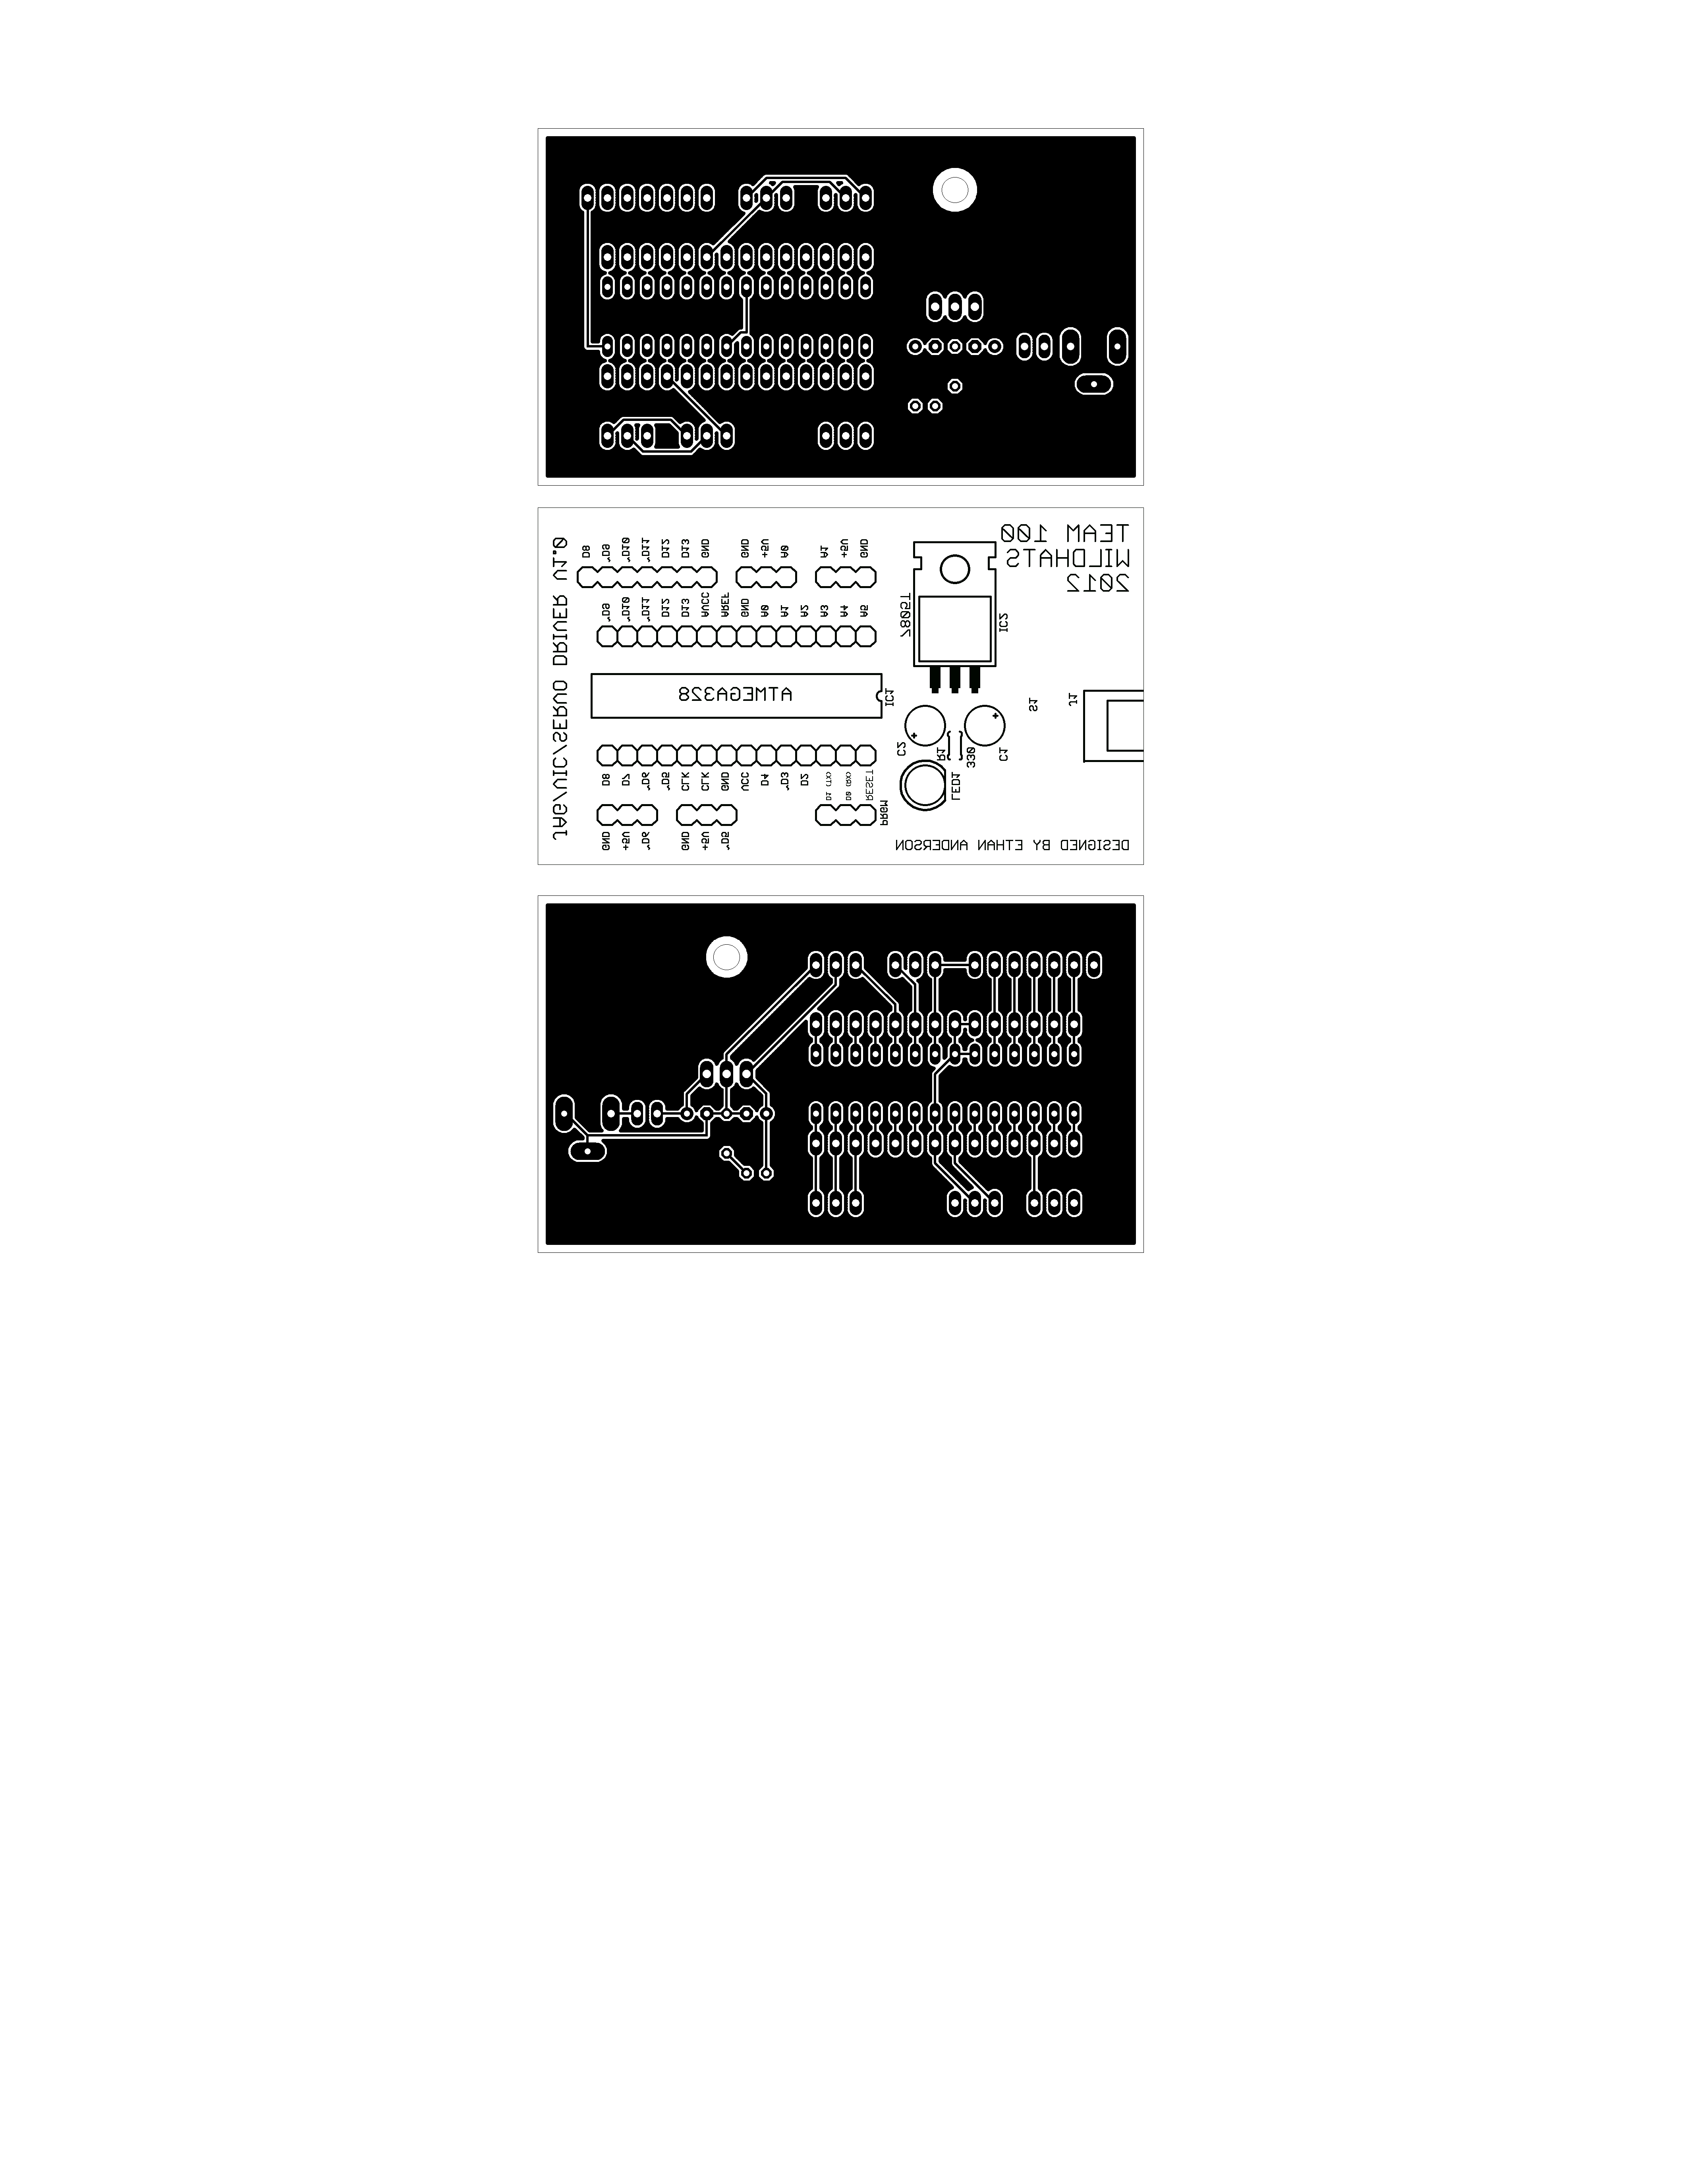 TEAM 100
WILDHATS
2012
JAG/VIC/SERVO DRIVER V1.0
D8
~D9
~D10
~D11
D12
D13
GND
GND
+5V
A0
A1
+5V
GND
~D9
~D10
~D11
D12
D13
AVCC
AREF
GND
A0
A1
A2
A3
A4
A5
7805T
IC2
ATMEGA328
IC1
S1
J1
C2
R1
330
C1
LED1
D8
D7
~D6
~D5
CLK
CLK
GND
VCC
D4
~D3
D2
D1 (TX)
D0 (RX)
RESET
PRGM
GND
+5V
~D6
GND
+5V
~D5
DESIGNED BY ETHAN ANDERSON